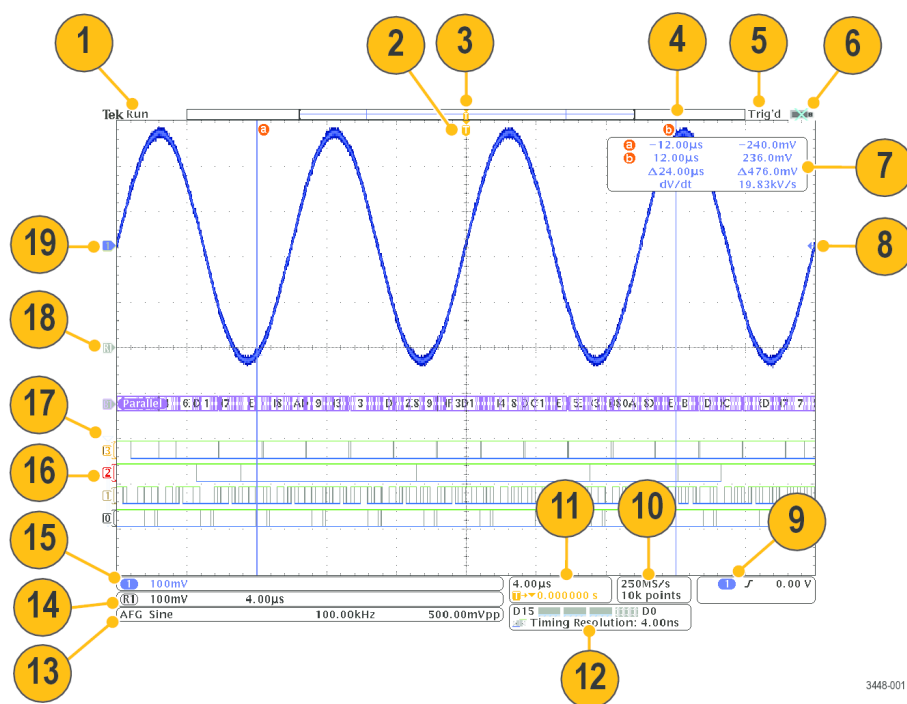 1
2
3
4
5
6
Tek Run
Trig'd
a
T
b
a -12.00µs -240.0mV
b 12.00µs 236.0mV
Δ24.00µs Δ476.0mV
dV/dt 19.83kV/s
7
19
1
8
18
R1
Parallel
17
3
16
2
1
0
11
10
9
15
1 100mV
4.00µs
T→▼0.000000 s
250MS/s
10k points
1 0.00 V
14
R1 100mV 4.00µs
AFG Sine 100.00kHz 500.00mVpp
D15 D0
Timing Resolution: 4.00ns
13
12
3448-001